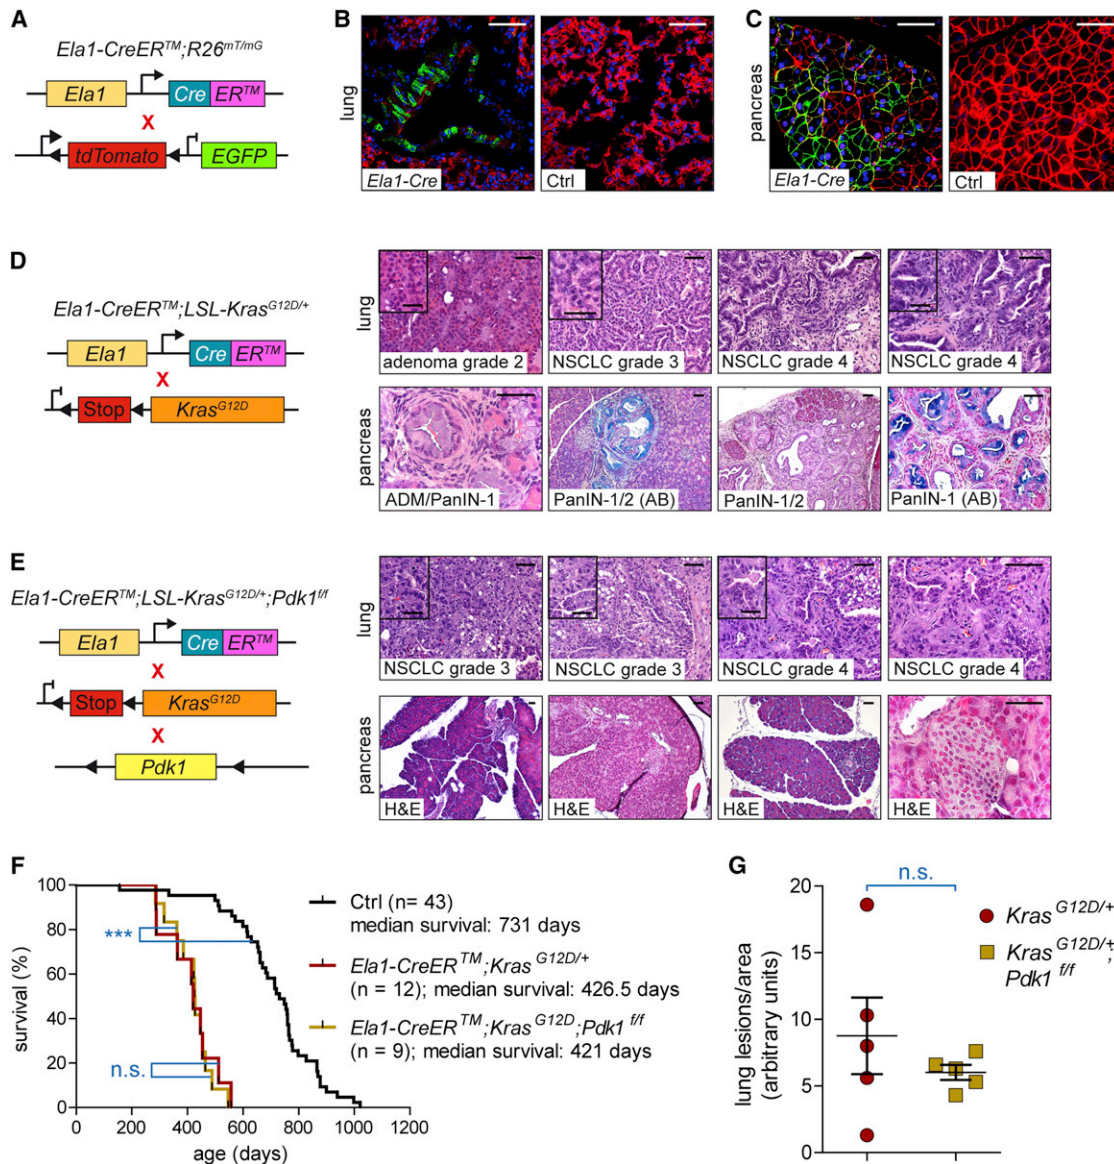 A
Ela1-CreERTM;R26mT/mG
Ela1
Cre
ERTM
X
tdTomato
EGFP
B
lung
Ela1-Cre
Ctrl
C
pancreas
Ela1-Cre
Ctrl
D
Ela1-CreERTM;LSL-KrasG12D/+
Ela1
Cre
ERTM
X
Stop
KrasG12D
lung
adenoma grade 2
NSCLC grade 3
NSCLC grade 4
NSCLC grade 4
pancreas
ADM/PanIN-1
PanIN-1/2 (AB)
PanIN-1/2
PanIN-1 (AB)
E
Ela1-CreERTM;LSL-KrasG12D/+;Pdk1f/f
Ela1
Cre
ERTM
X
Stop
KrasG12D
X
Pdk1
lung
NSCLC grade 3
NSCLC grade 3
NSCLC grade 4
NSCLC grade 4
pancreas
H&E
H&E
H&E
H&E
F
survival (%)
100
80
60
40
20
0
0 200 400 600 800 1000 1200
age (days)
***
n.s.
Ctrl (n= 43)
median survival: 731 days
Ela1-CreERTM;KrasG12D/+
(n = 12); median survival: 426.5 days
Ela1-CreERTM;KrasG12D;Pdk1f/f
(n = 9); median survival: 421 days
G
lung lesions/area
(arbitrary units)
20
15
10
5
0
n.s.
KrasG12D/+
KrasG12D/+;
Pdk1f/f